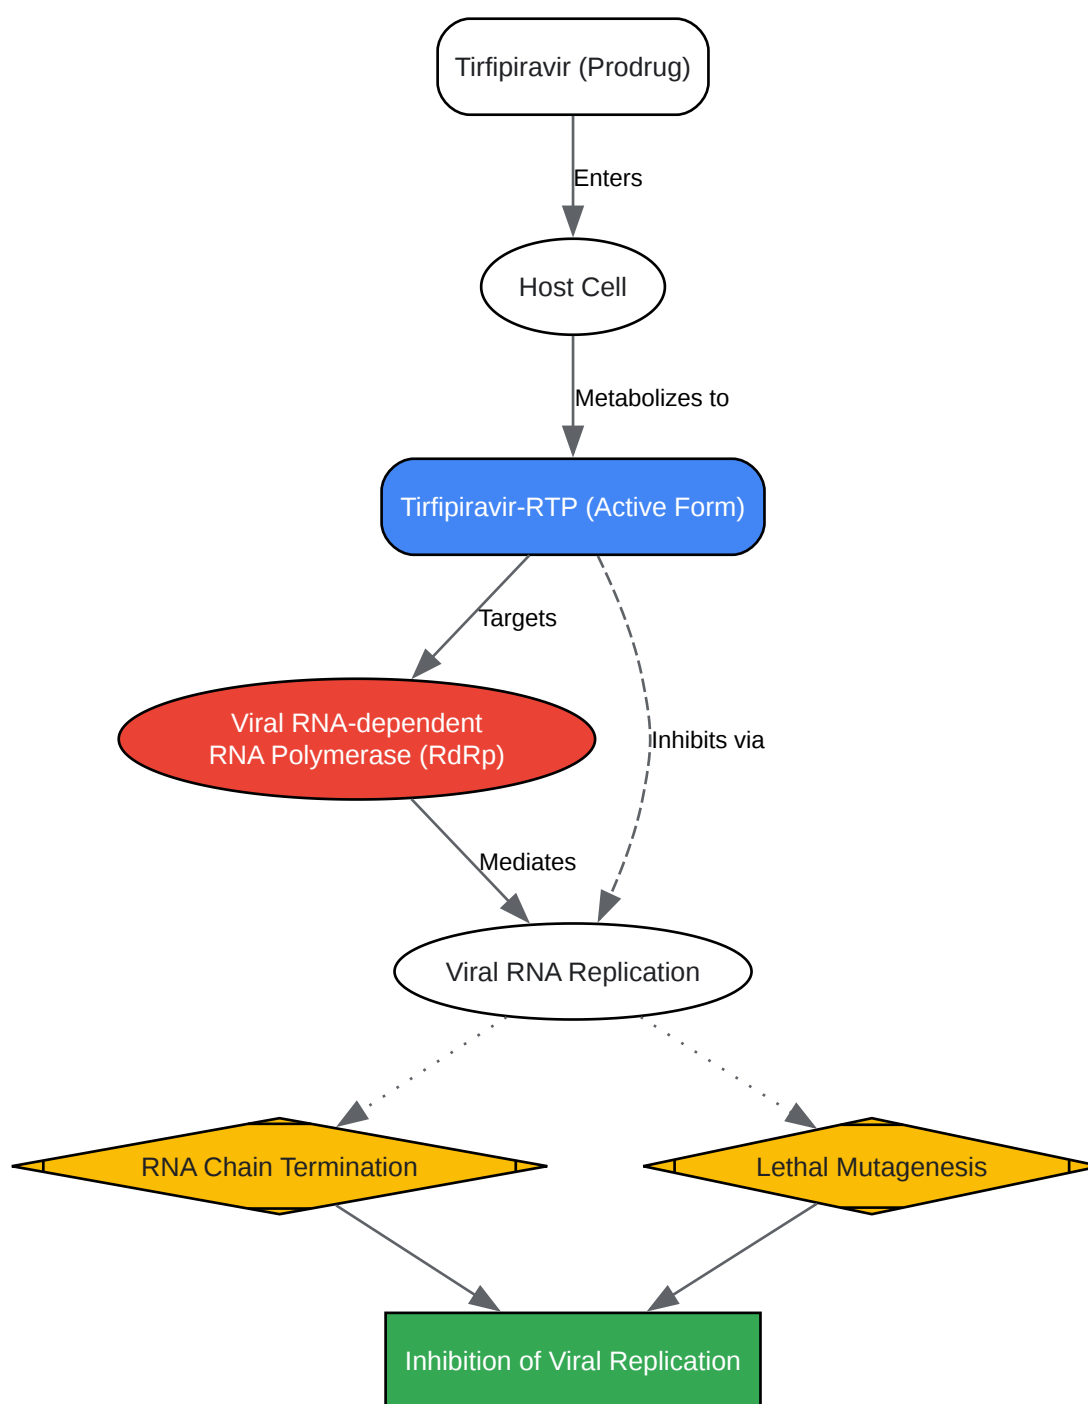 Tirfipiravir (Prodrug)
Enters
Host Cell
Metabolizes to
Tirfipiravir-RTP (Active Form)
Targets
Viral RNA-dependent
RNA Polymerase (RdRp)
Inhibits via
Mediates
Viral RNA Replication
RNA Chain Termination
Lethal Mutagenesis
Inhibition of Viral Replication